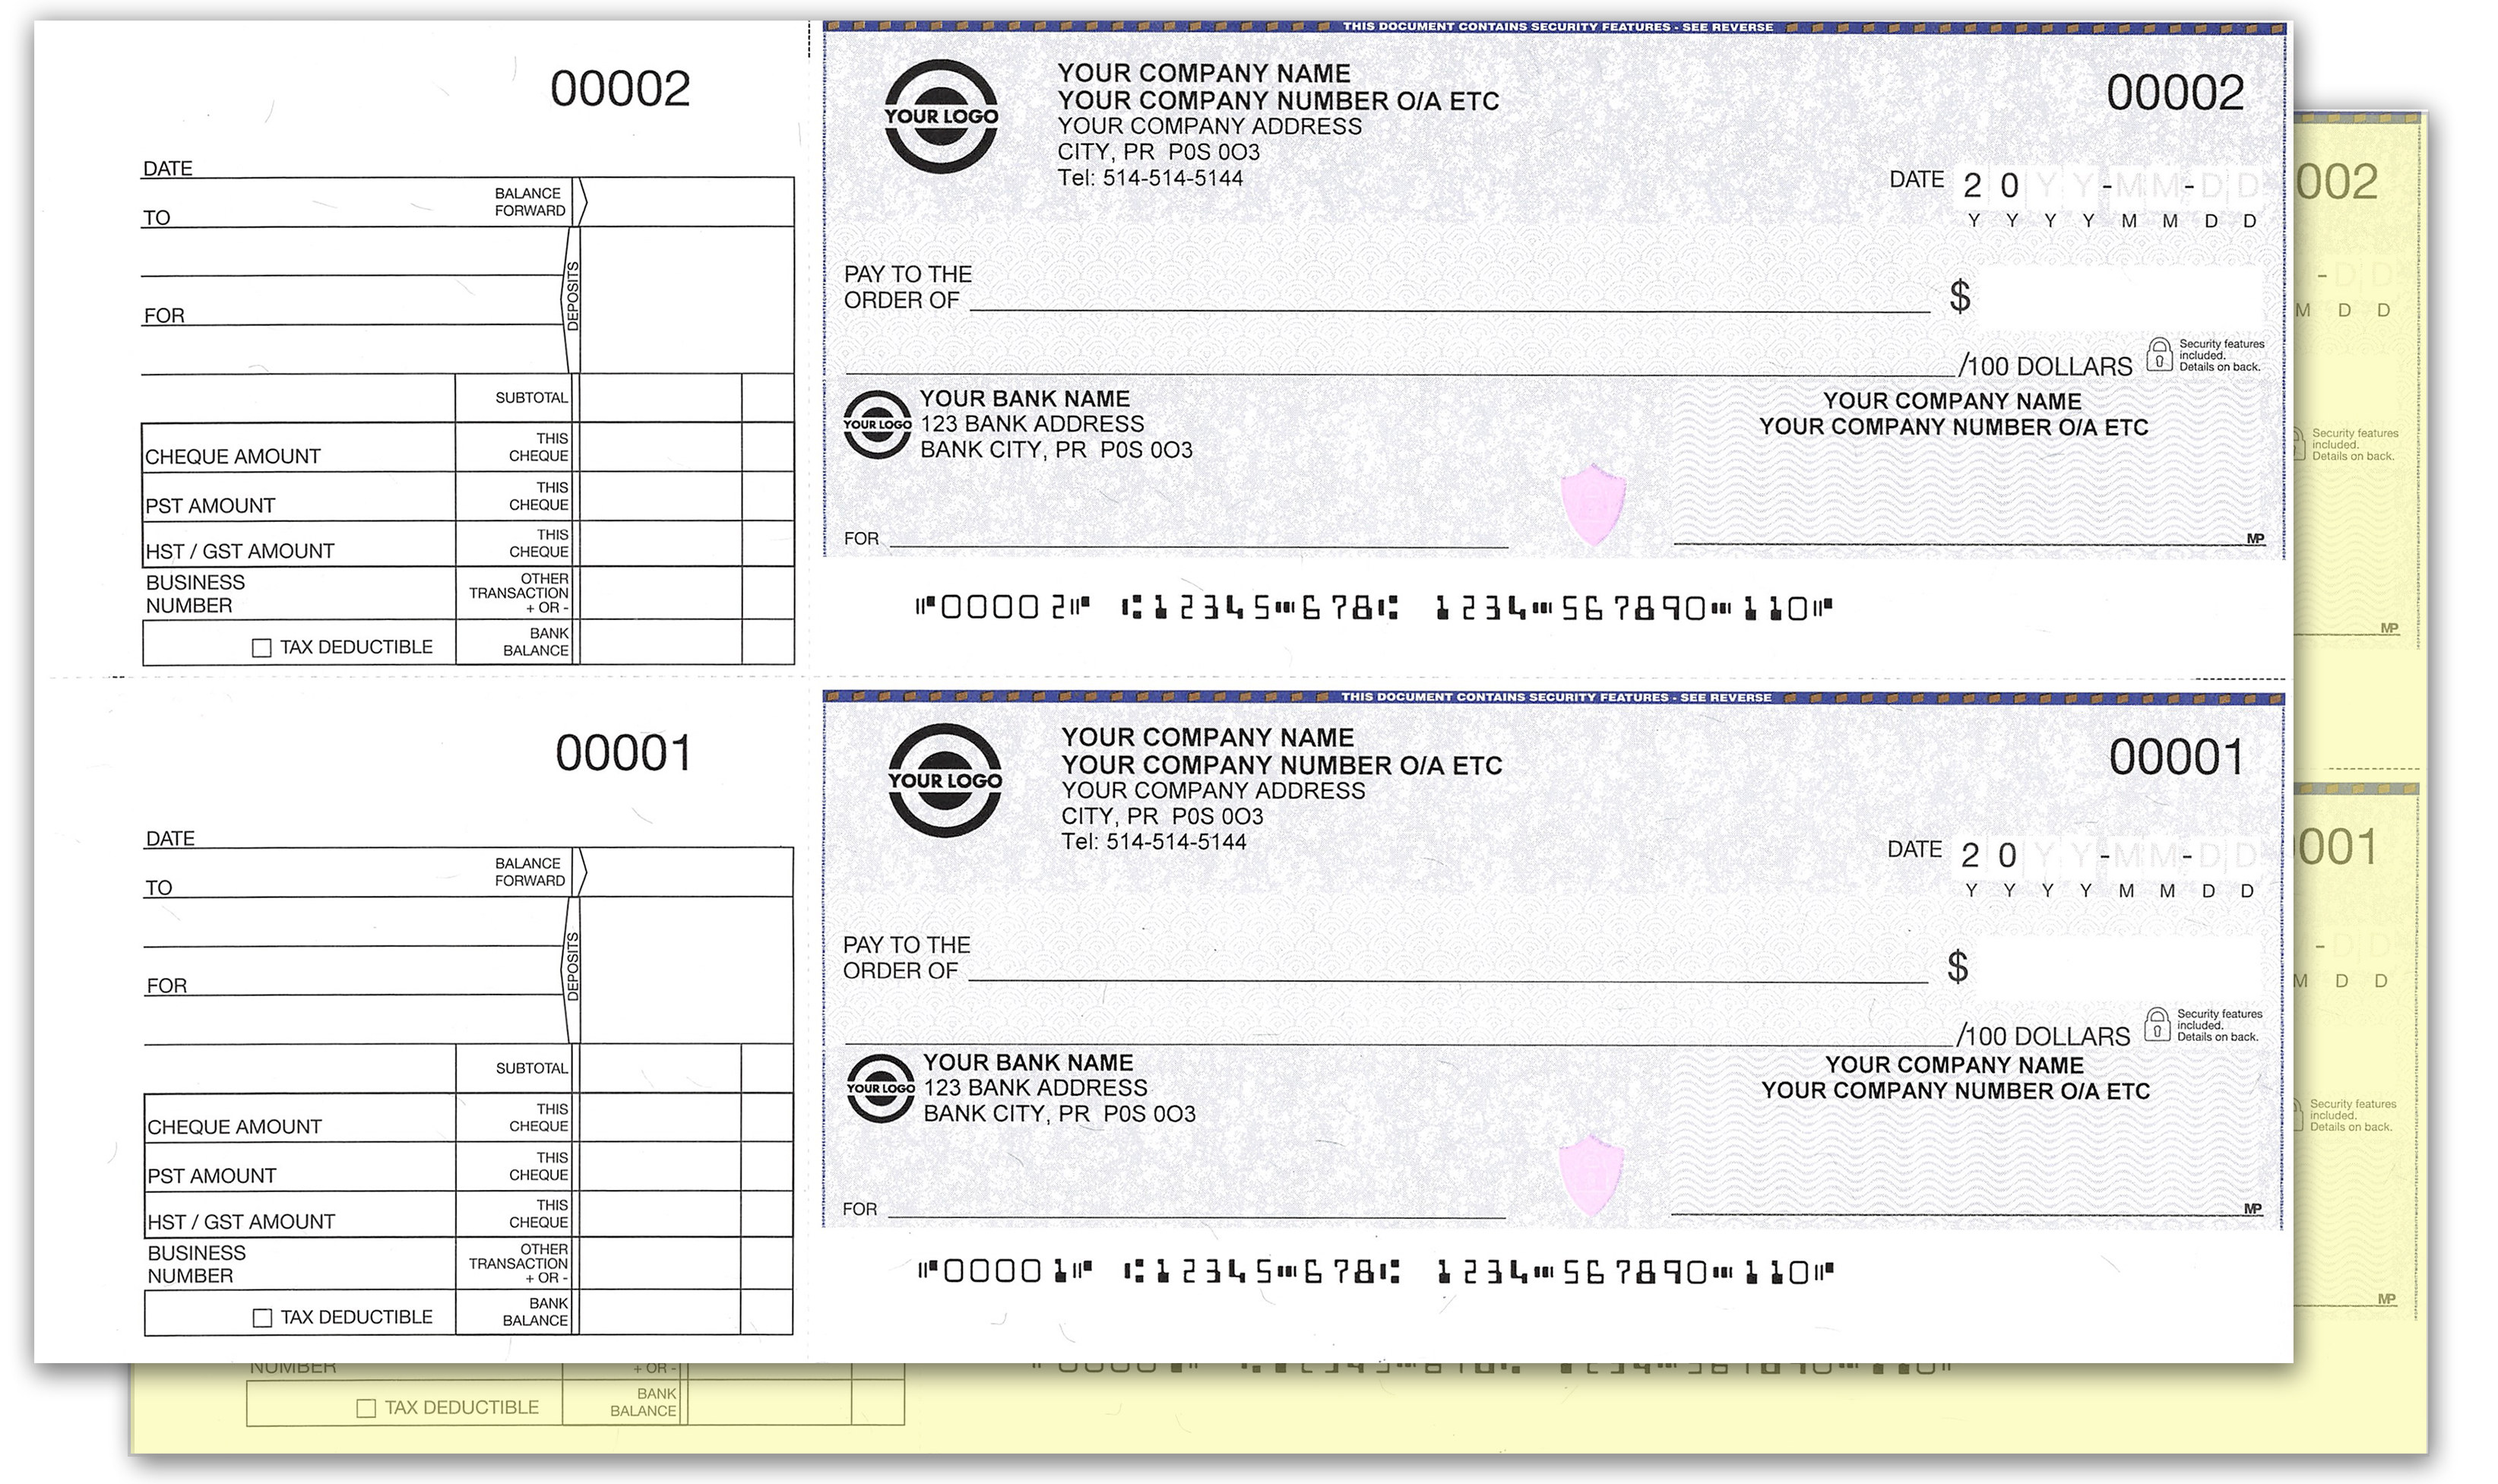 00002
DATE
BALANCE
FORWARD
TO
DEPOSITS
FOR
SUBTOTAL
CHEQUE AMOUNT
THIS
CHEQUE
PST AMOUNT
THIS
CHEQUE
HST / GST AMOUNT
THIS
CHEQUE
BUSINESS
NUMBER
OTHER
TRANSACTION
+ OR -
TAX DEDUCTIBLE
BANK
BALANCE
THIS DOCUMENT CONTAINS SECURITY FEATURES - SEE REVERSE
YOUR LOGO
YOUR COMPANY NAME
YOUR COMPANY NUMBER O/A ETC
YOUR COMPANY ADDRESS
CITY, PR P0S 0O3
Tel: 514-514-5144
00002
DATE 2 0 Y Y - M M - D D
Y Y Y Y M M D D
PAY TO THE
ORDER OF
$
/100 DOLLARS
Security features
included.
Details on back.
YOUR LOGO
YOUR BANK NAME
123 BANK ADDRESS
BANK CITY, PR P0S 0O3
YOUR COMPANY NAME
YOUR COMPANY NUMBER O/A ETC
FOR
MP
⑈00002⑈ ⑆12345⑉678⑆ 1234⑉567890⑉110⑈
00001
DATE
BALANCE
FORWARD
TO
DEPOSITS
FOR
SUBTOTAL
CHEQUE AMOUNT
THIS
CHEQUE
PST AMOUNT
THIS
CHEQUE
HST / GST AMOUNT
THIS
CHEQUE
BUSINESS
NUMBER
OTHER
TRANSACTION
+ OR -
TAX DEDUCTIBLE
BANK
BALANCE
THIS DOCUMENT CONTAINS SECURITY FEATURES - SEE REVERSE
YOUR LOGO
YOUR COMPANY NAME
YOUR COMPANY NUMBER O/A ETC
YOUR COMPANY ADDRESS
CITY, PR P0S 0O3
Tel: 514-514-5144
00001
DATE 2 0 Y Y - M M - D D
Y Y Y Y M M D D
PAY TO THE
ORDER OF
$
/100 DOLLARS
Security features
included.
Details on back.
YOUR LOGO
YOUR BANK NAME
123 BANK ADDRESS
BANK CITY, PR P0S 0O3
YOUR COMPANY NAME
YOUR COMPANY NUMBER O/A ETC
FOR
MP
⑈00001⑈ ⑆12345⑉678⑆ 1234⑉567890⑉110⑈
002
- D D
M D D
Security features
included.
Details on back.
MP
001
- D D
M D D
Security features
included.
Details on back.
MP
NUMBER
+ OR -
TAX DEDUCTIBLE
BANK
BALANCE